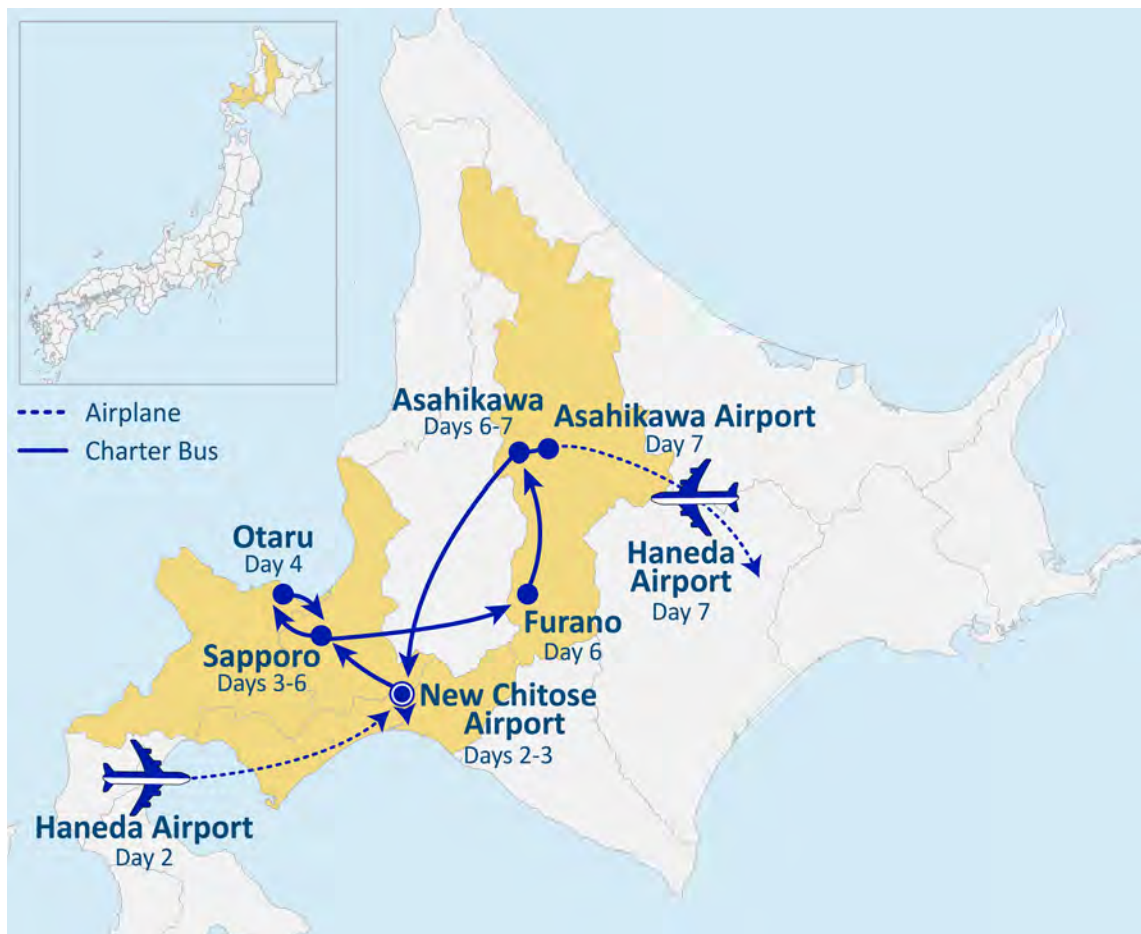 Airplane
Charter Bus
Asahikawa
Days 6-7
Asahikawa Airport
Day 7
Haneda
Airport
Day 7
Otaru
Day 4
Furano
Day 6
Sapporo
Days 3-6
New Chitose
Airport
Days 2-3
Haneda Airport
Day 2